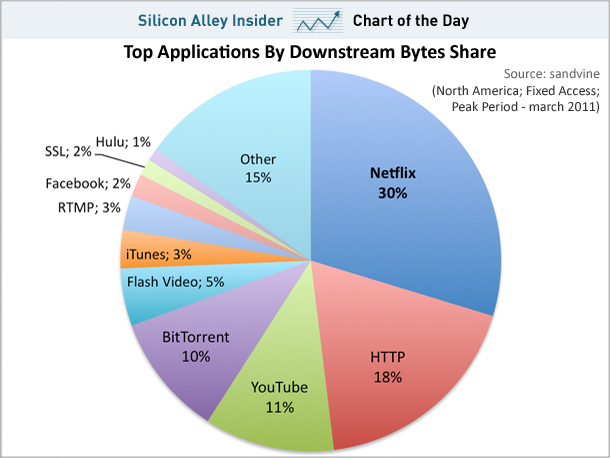 Silicon Alley Insider Chart of the Day
Top Applications By Downstream Bytes Share
Source: sandvine
(North America; Fixed Access;
Peak Period - march 2011)
Netflix
30%
HTTP
18%
YouTube
11%
BitTorrent
10%
Flash Video; 5%
iTunes; 3%
RTMP; 3%
Facebook; 2%
SSL; 2%
Hulu; 1%
Other
15%